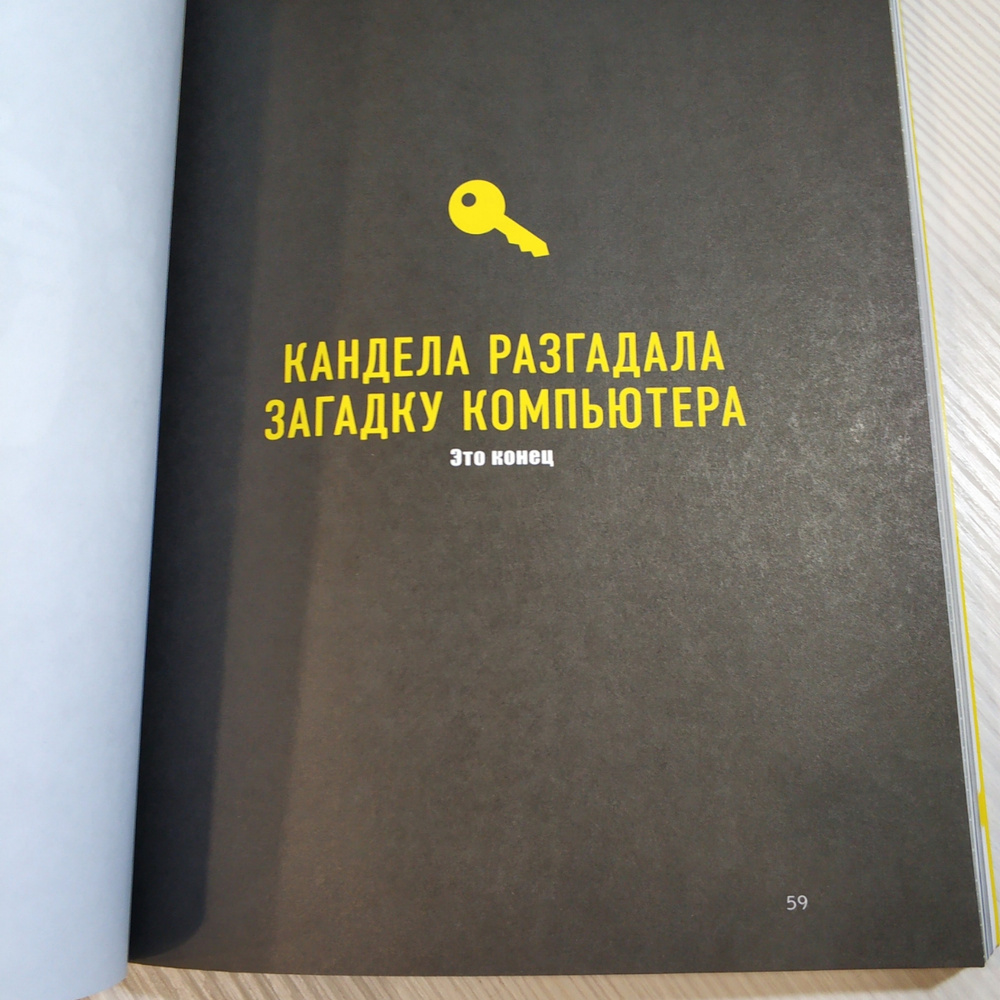 КАНДЕЛА РАЗГАДАЛА
ЗАГАДКУ КОМПЬЮТЕРА
Это конец
59